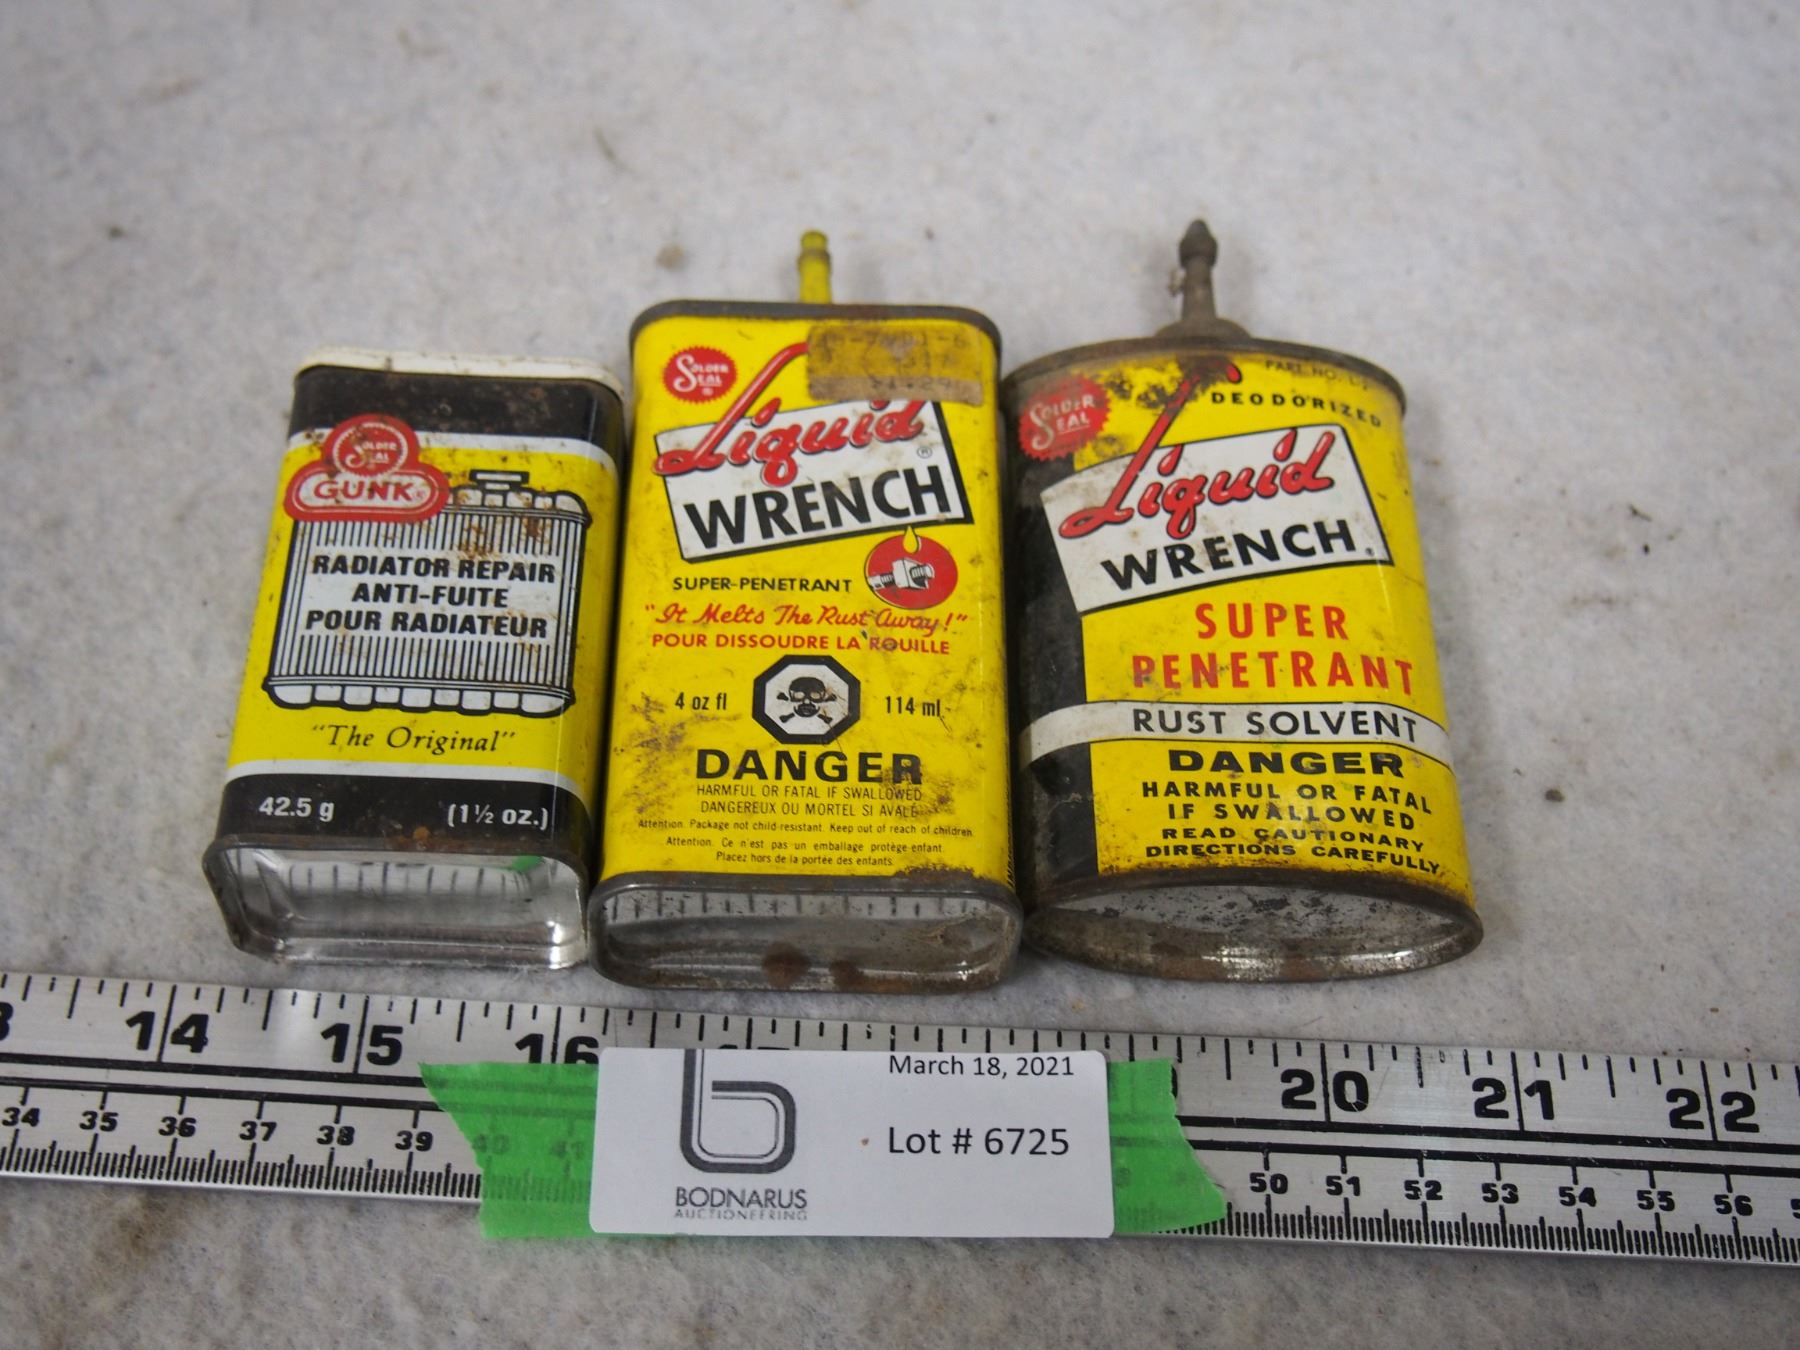 SOLDER
SEAL
GUNK
RADIATOR REPAIR
ANTI-FUITE
POUR RADIATEUR
"The Original"
42.5 g (1½ oz.)
SOLDER
SEAL
Liquid
WRENCH
SUPER-PENETRANT
"It Melts The Rust Away!"
POUR DISSOUDRE LA ROUILLE
4 oz fl 114 ml
DANGER
HARMFUL OR FATAL IF SWALLOWED
DANGEREUX OU MORTEL SI AVALÉ
Attention. Package not child-resistant. Keep out of reach of children
Attention. Ce n'est pas un emballage protège-enfant.
Placez hors de la portée des enfants.
PART NO.
DEODORIZED
SOLDER
SEAL
Liquid
WRENCH
SUPER
PENETRANT
RUST SOLVENT
DANGER
HARMFUL OR FATAL
IF SWALLOWED
READ CAUTIONARY
DIRECTIONS CAREFULLY
14 15 16 20 21 22
34 35 36 37 38 39 40 41 50 51 52 53 54 55 56
March 18, 2021
Lot # 6725
BODNARUS
AUCTIONEERING